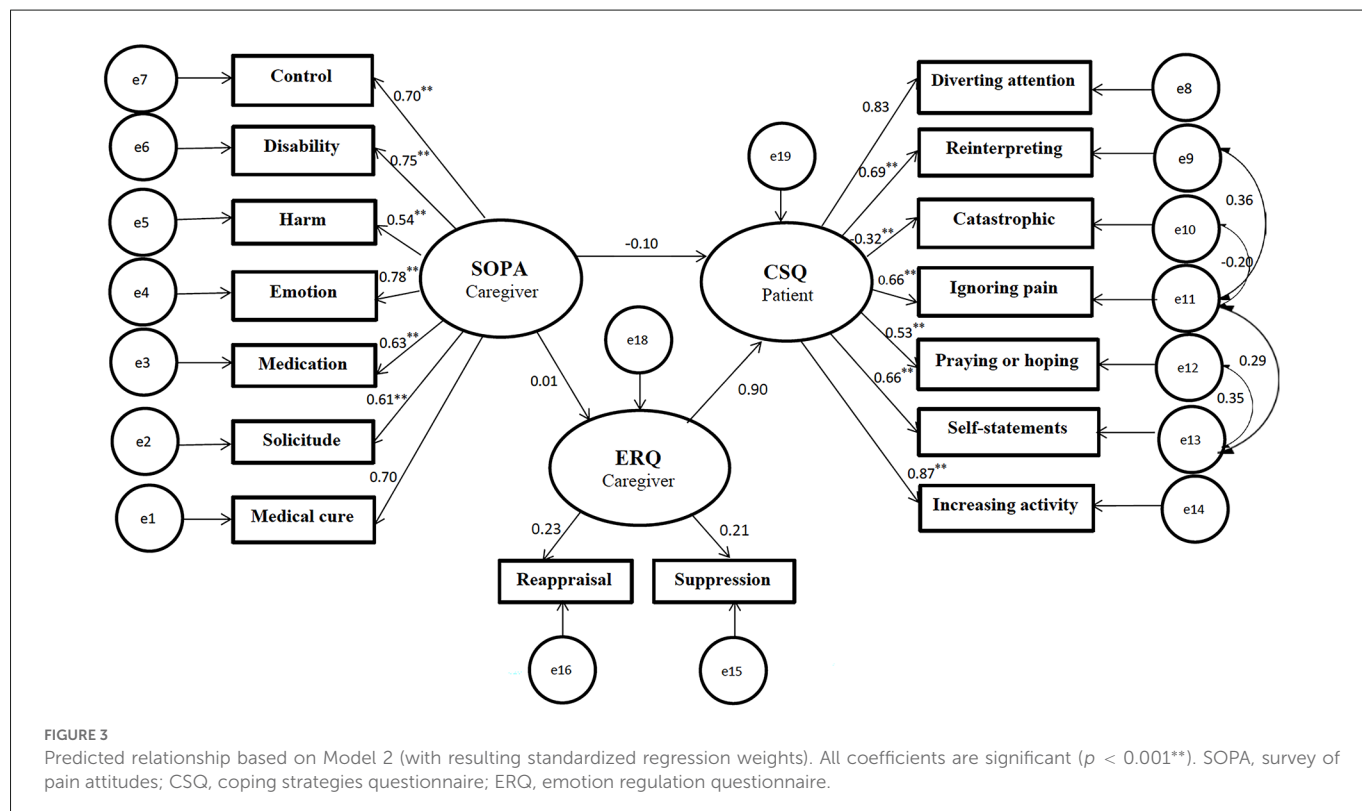 e7
Control
0.70**
e6
Disability
0.75**
e5
Harm
0.54**
e4
Emotion
0.78**
e3
Medication
0.63**
e2
Solicitude
0.61**
e1
Medical cure
0.70
SOPA
Caregiver
-0.10
0.01
e18
ERQ
Caregiver
0.90
0.23
0.21
Reappraisal
Suppression
e16
e15
e19
CSQ
Patient
0.83
Diverting attention
e8
0.69**
Reinterpreting
e9
-0.32**
Catastrophic
e10
0.66**
Ignoring pain
e11
0.53**
Praying or hoping
e12
0.66**
Self-statements
e13
0.87**
Increasing activity
e14
0.36
-0.20
0.29
0.35
FIGURE 3
Predicted relationship based on Model 2 (with resulting standardized regression weights). All coefficients are significant (p < 0.001**). SOPA, survey of
pain attitudes; CSQ, coping strategies questionnaire; ERQ, emotion regulation questionnaire.